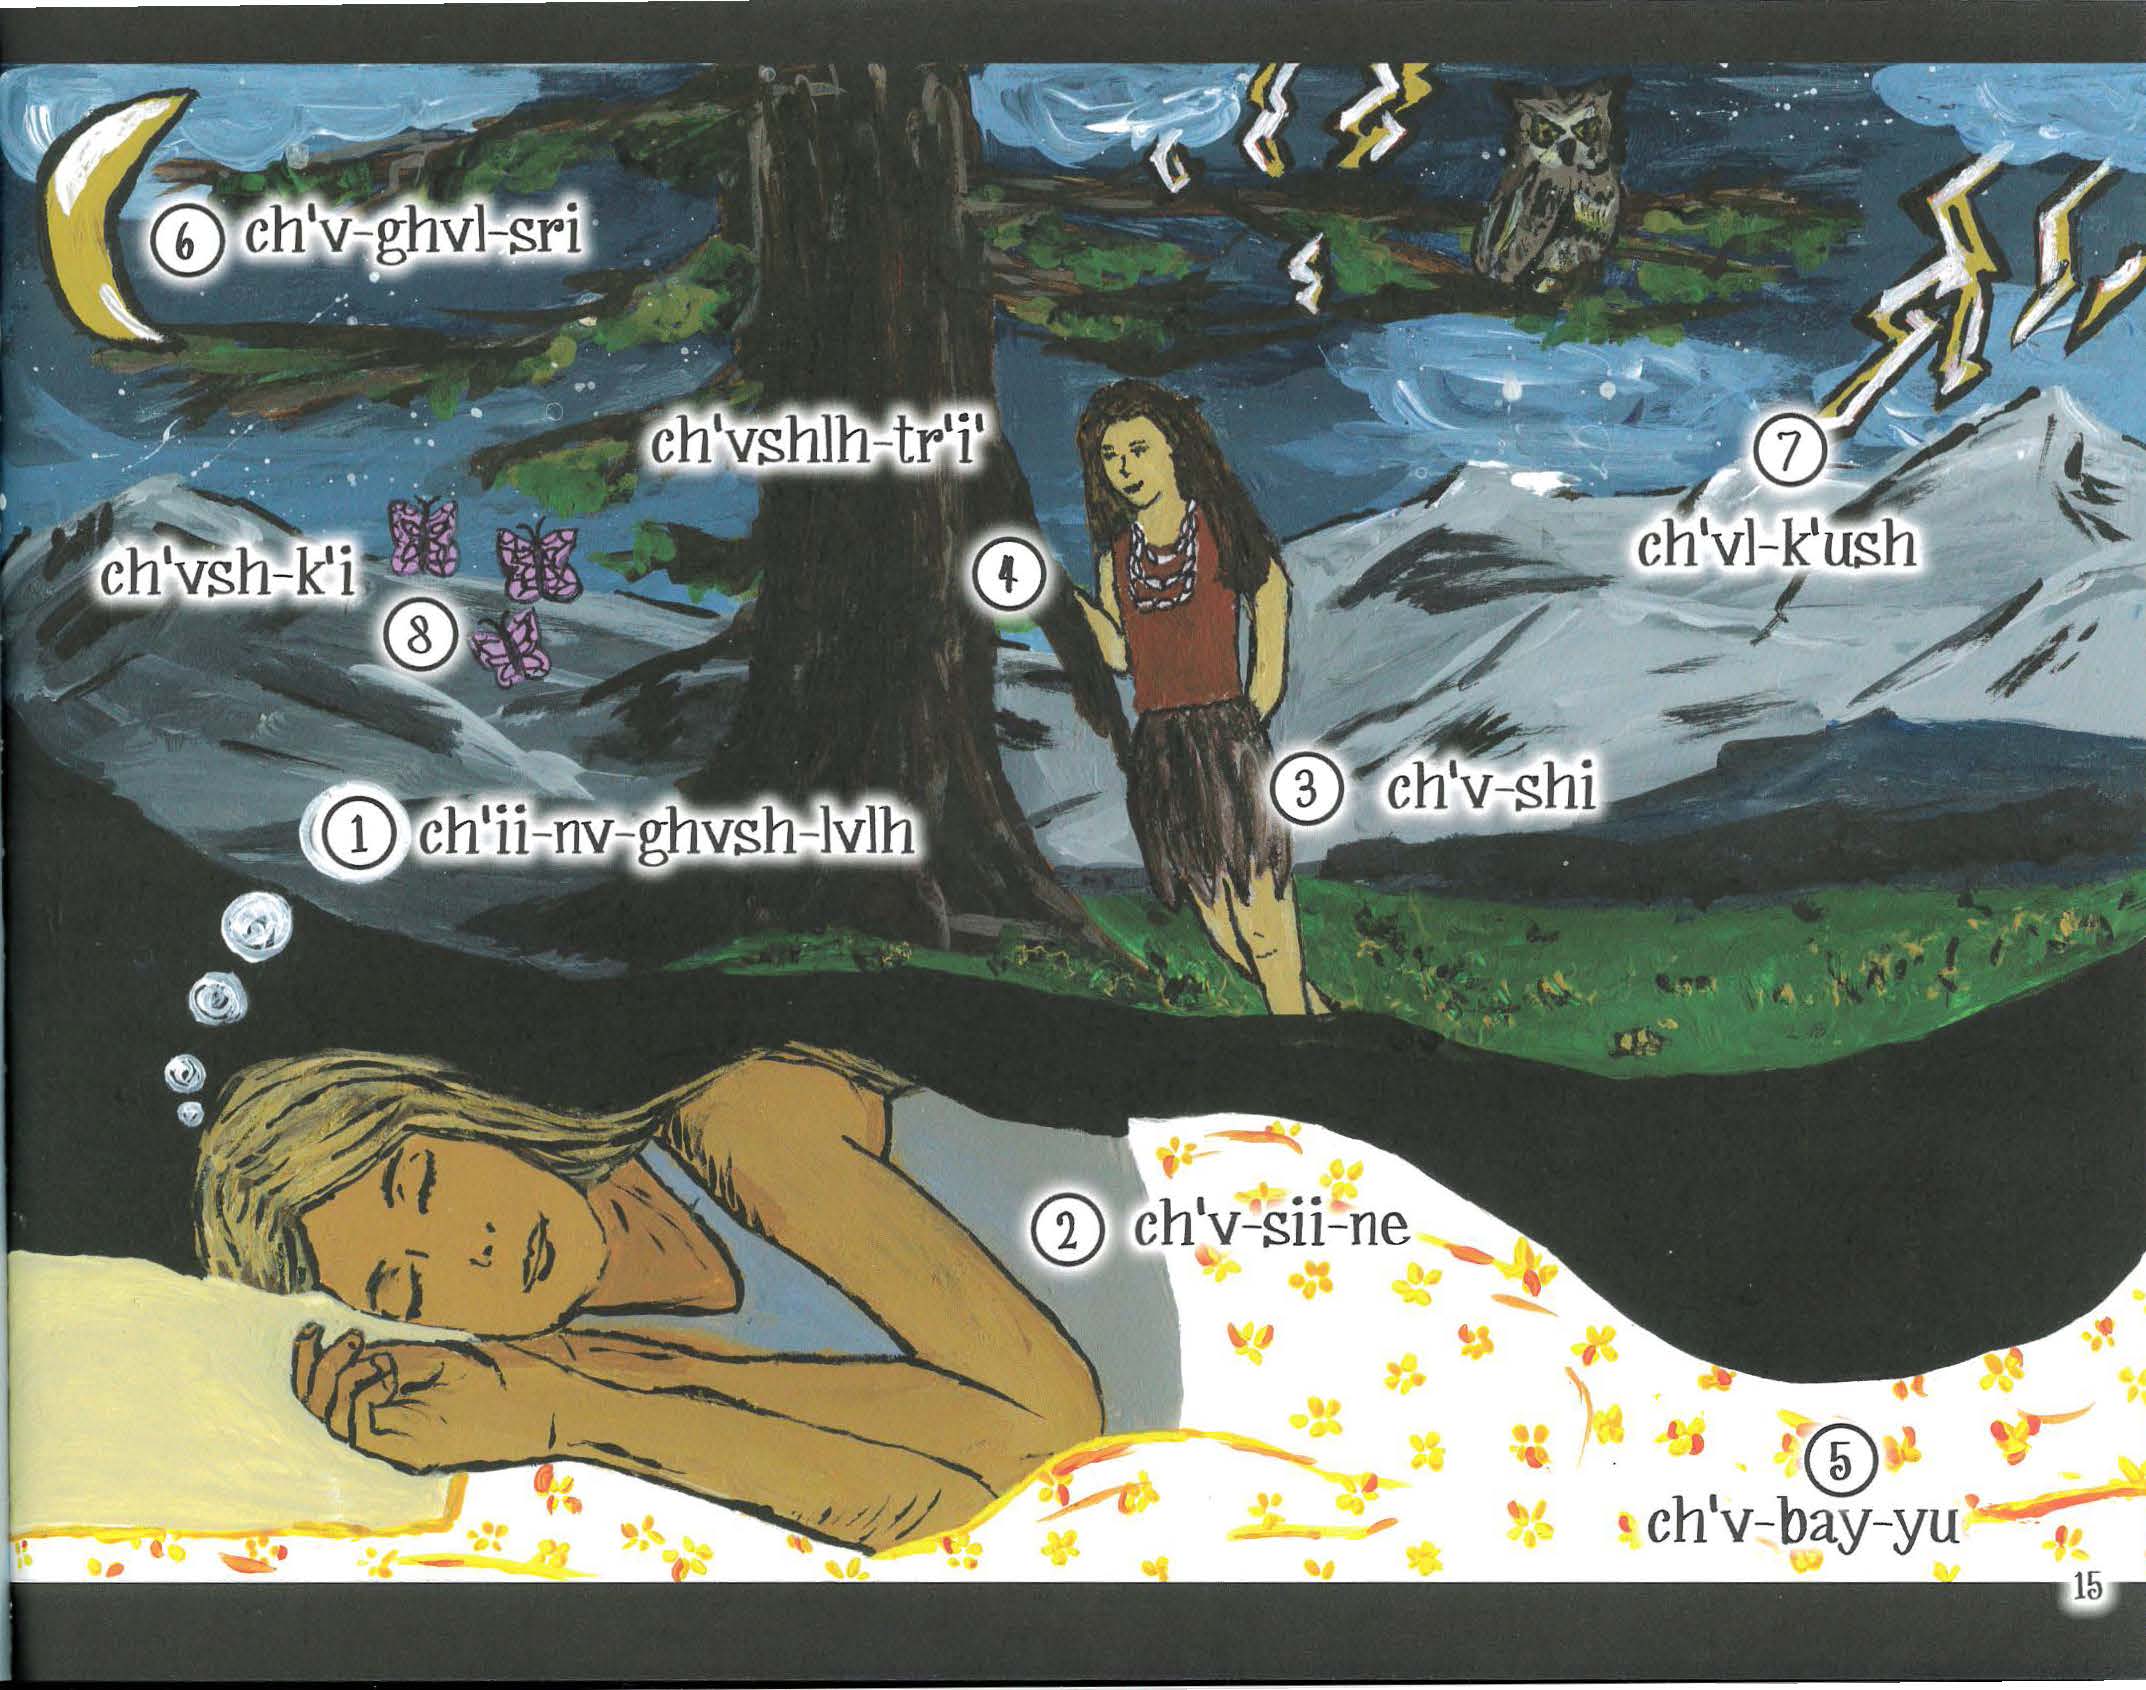 6 ch'v-ghvl-sri
ch'vshlh-tr'i'
4
7
ch'vl-k'ush
ch'vsh-k'i
8
3 ch'v-shi
1 ch'ii-nv-ghvsh-lvlh
2 ch'v-sii-ne
5
ch'v-bay-yu
15